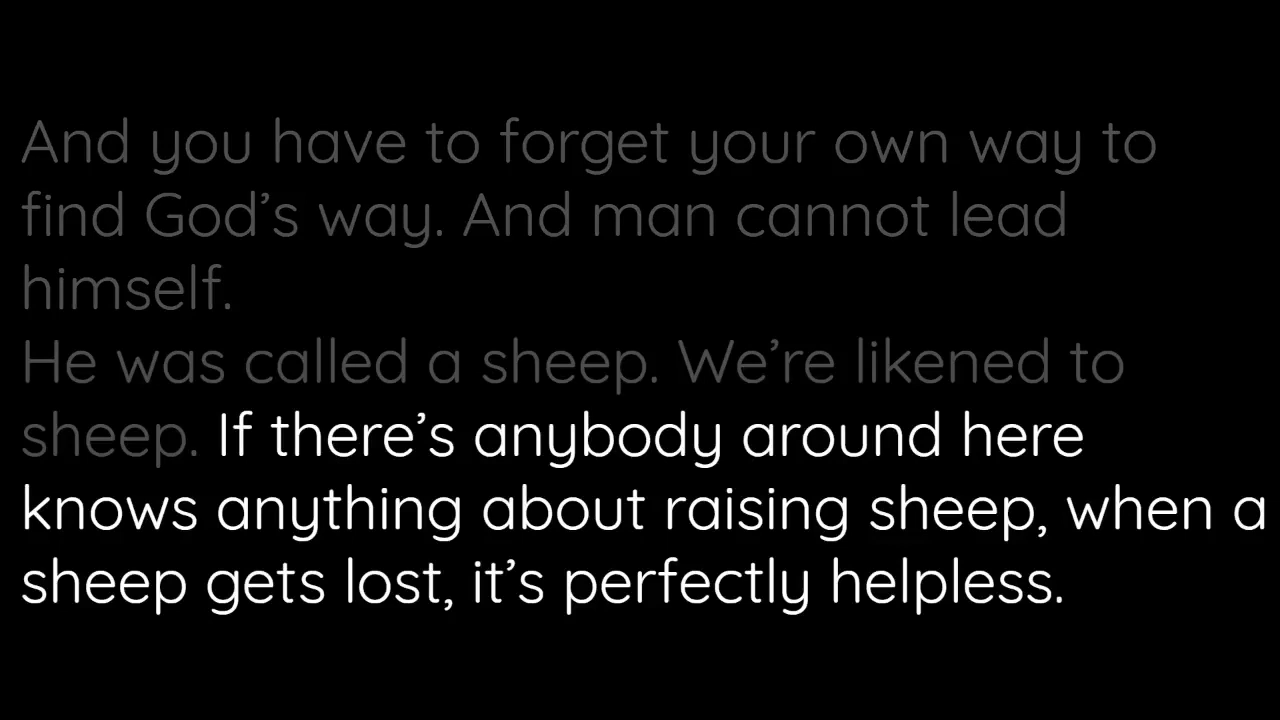 And you have to forget your own way to
find God’s way. And man cannot lead
himself.
He was called a sheep. We’re likened to
sheep. If there’s anybody around here
knows anything about raising sheep, when a
sheep gets lost, it’s perfectly helpless.